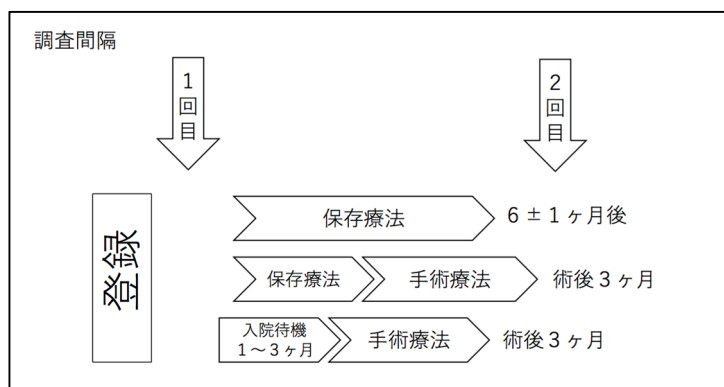 調査間隔
1回目
2回目
登録
保存療法
6 ± 1ヶ月後
保存療法
手術療法
術後3ヶ月
入院待機
1～3ヶ月
手術療法
術後3ヶ月